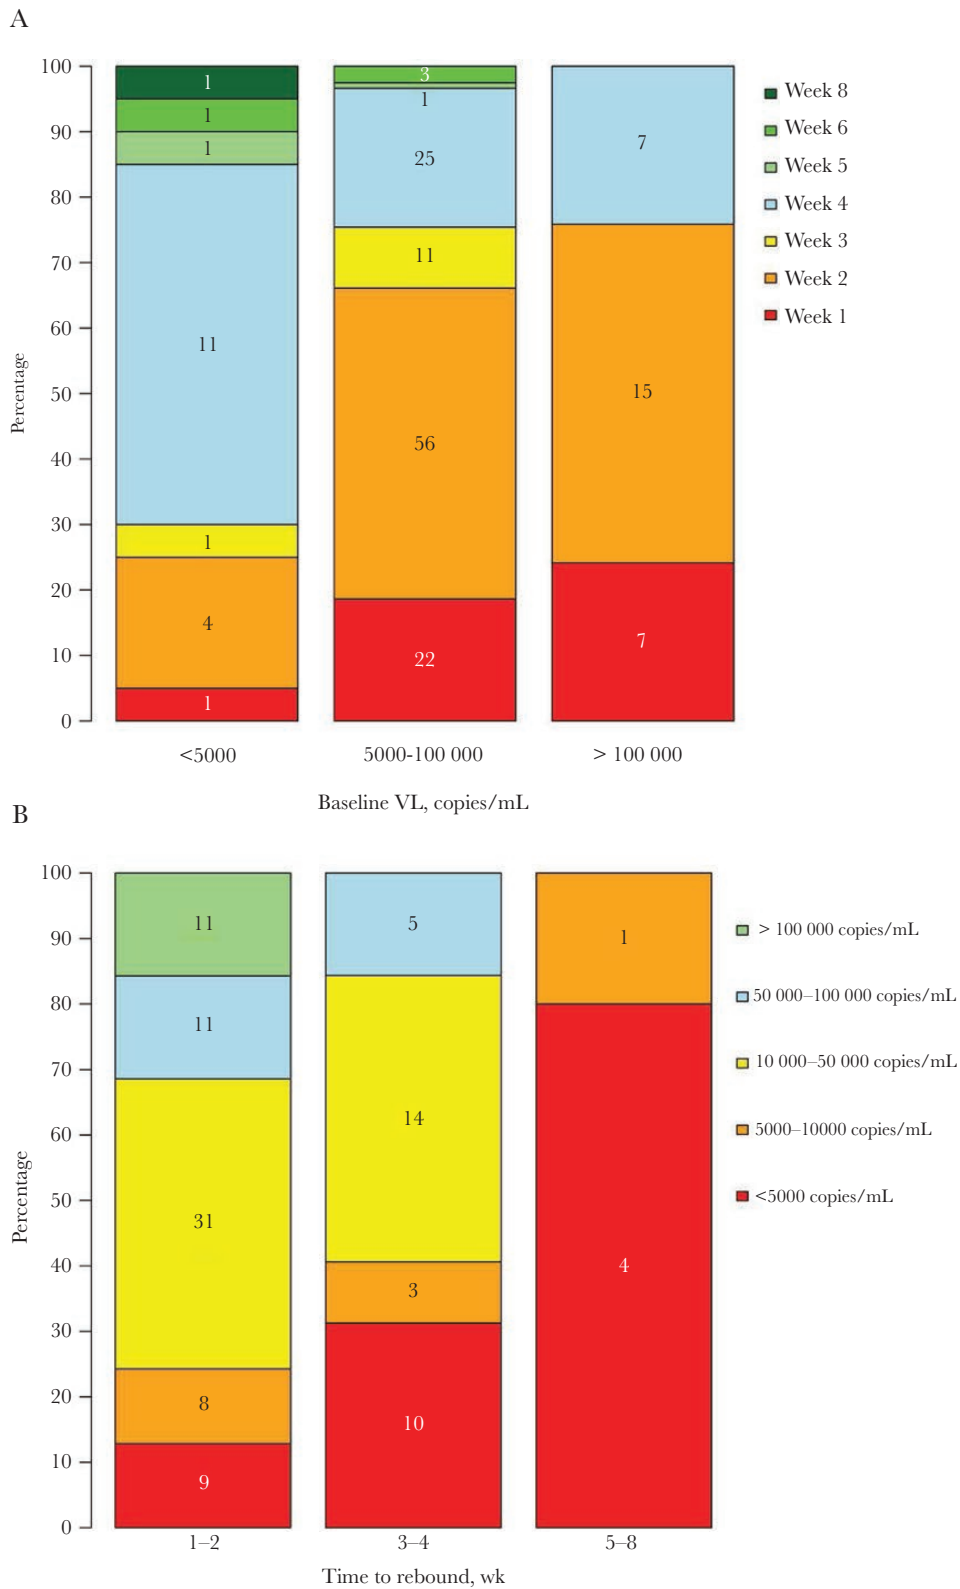 A
100
90
80
70
60
50
40
30
20
10
0
Percentage
1
1
1
11
1
4
1
3
1
25
11
56
22
7
15
7
Week 8
Week 6
Week 5
Week 4
Week 3
Week 2
Week 1
<5000
5000-100 000
> 100 000
Baseline VL, copies/mL
B
100
90
80
70
60
50
40
30
20
10
0
Percentage
11
11
31
8
9
5
14
3
10
1
4
> 100 000 copies/mL
50 000–100 000 copies/mL
10 000–50 000 copies/mL
5000–10000 copies/mL
<5000 copies/mL
1–2
3–4
5–8
Time to rebound, wk